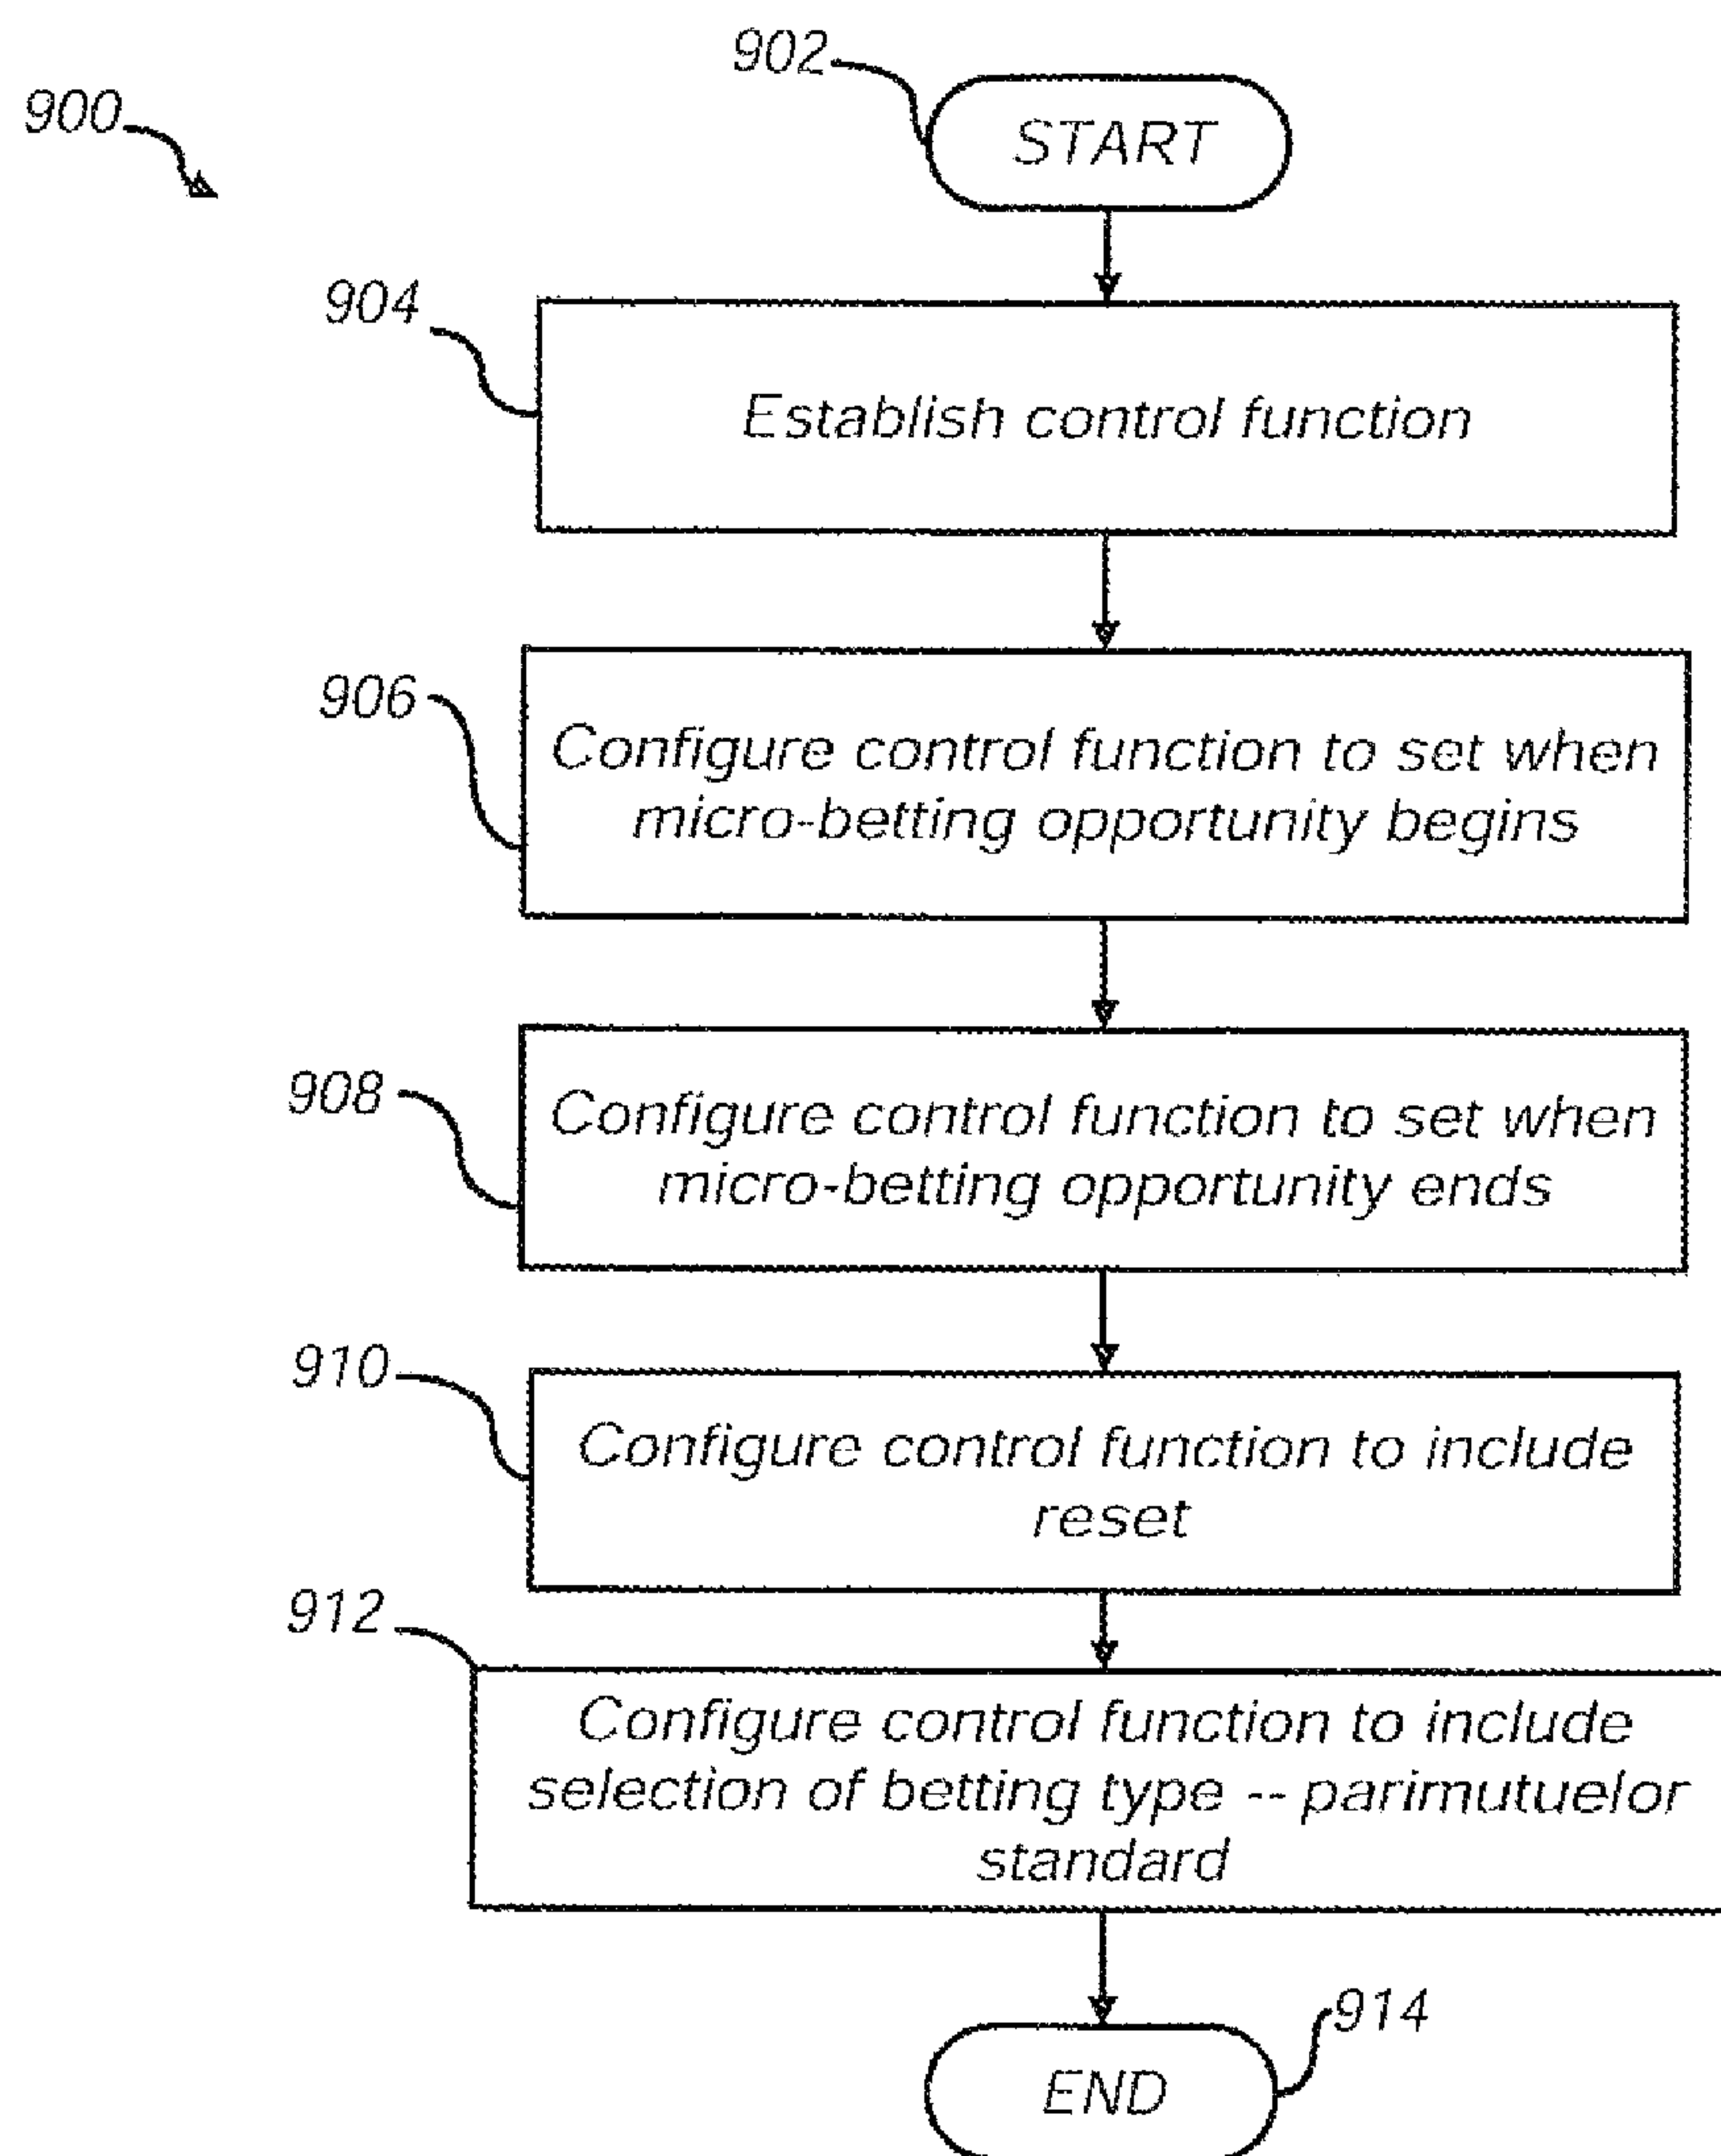 902
900
START
904
Establish control function
906
Configure control function to set when
micro-betting opportunity begins
908
Configure control function to set when
micro-betting opportunity ends
910
Configure control function to include
reset
912
Configure control function to include
selection of betting type -- parimutuelor
standard
914
END